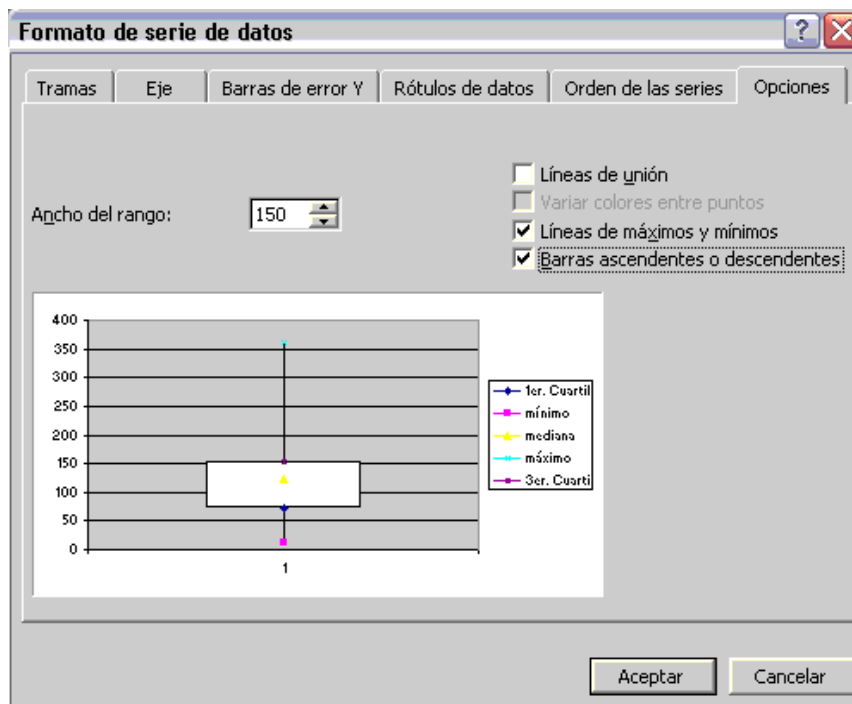 Formato de serie de datos
Tramas
Eje
Barras de error Y
Rótulos de datos
Orden de las series
Opciones
Ancho del rango:
150
Líneas de unión
Variar colores entre puntos
Líneas de máximos y mínimos
Barras ascendentes o descendentes
400
350
300
250
200
150
100
50
0
1
1er. Cuartil
mínimo
mediana
máximo
3er. Cuarti
Aceptar
Cancelar